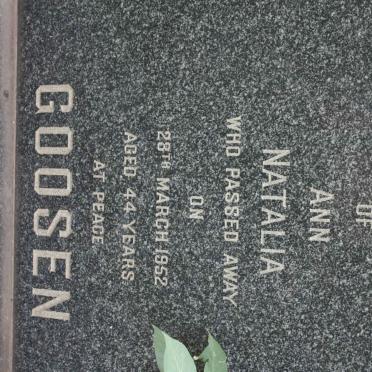 OF
ANN
NATALIA
WHO PASSED AWAY
ON
28TH MARCH 1952
AGED 44 YEARS
AT PEACE
GOOSEN